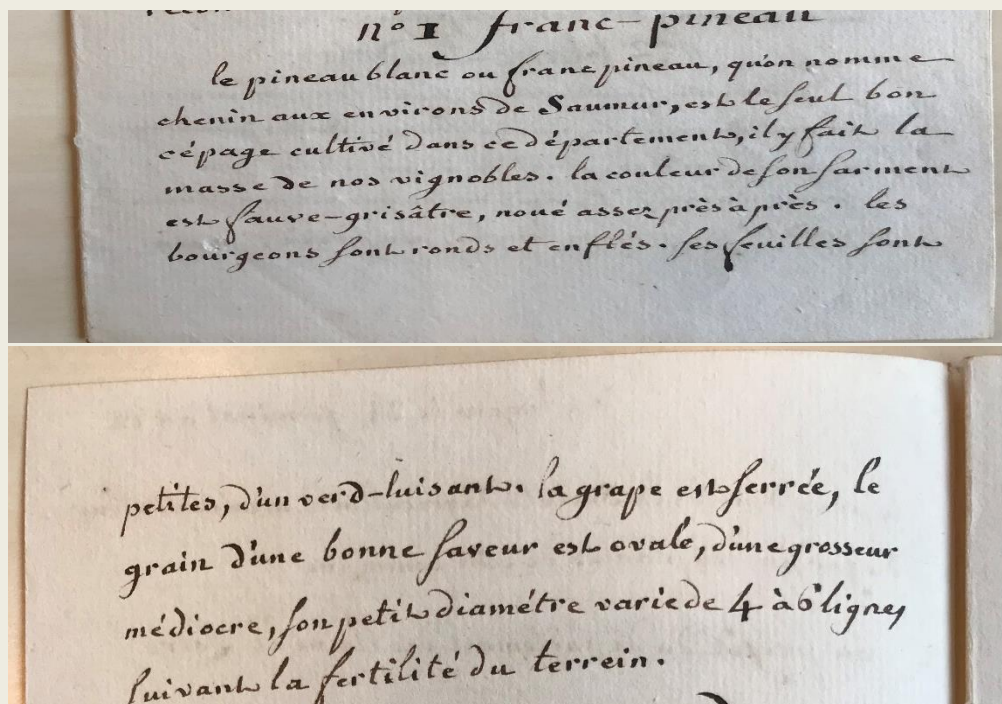 n° 1 franc-pineau
le pineau blanc ou franc pineau, qu'on nomme
chenin aux environs de Saumur, est le seul bon
cépage cultivé dans ce département, il y fait la
masse de nos vignobles. la couleur de son sarment
est fauve-grisâtre, noué assez près à près. les
bourgeons sont ronds et enflés. ses feuilles sont
petites, d'un verd-luisant. la grape est serrée, le
grain d'une bonne saveur est ovale, d'une grosseur
médiocre, son petit diamétre varie de 4 à 6 lignes
suivant la fertilité du terrein.